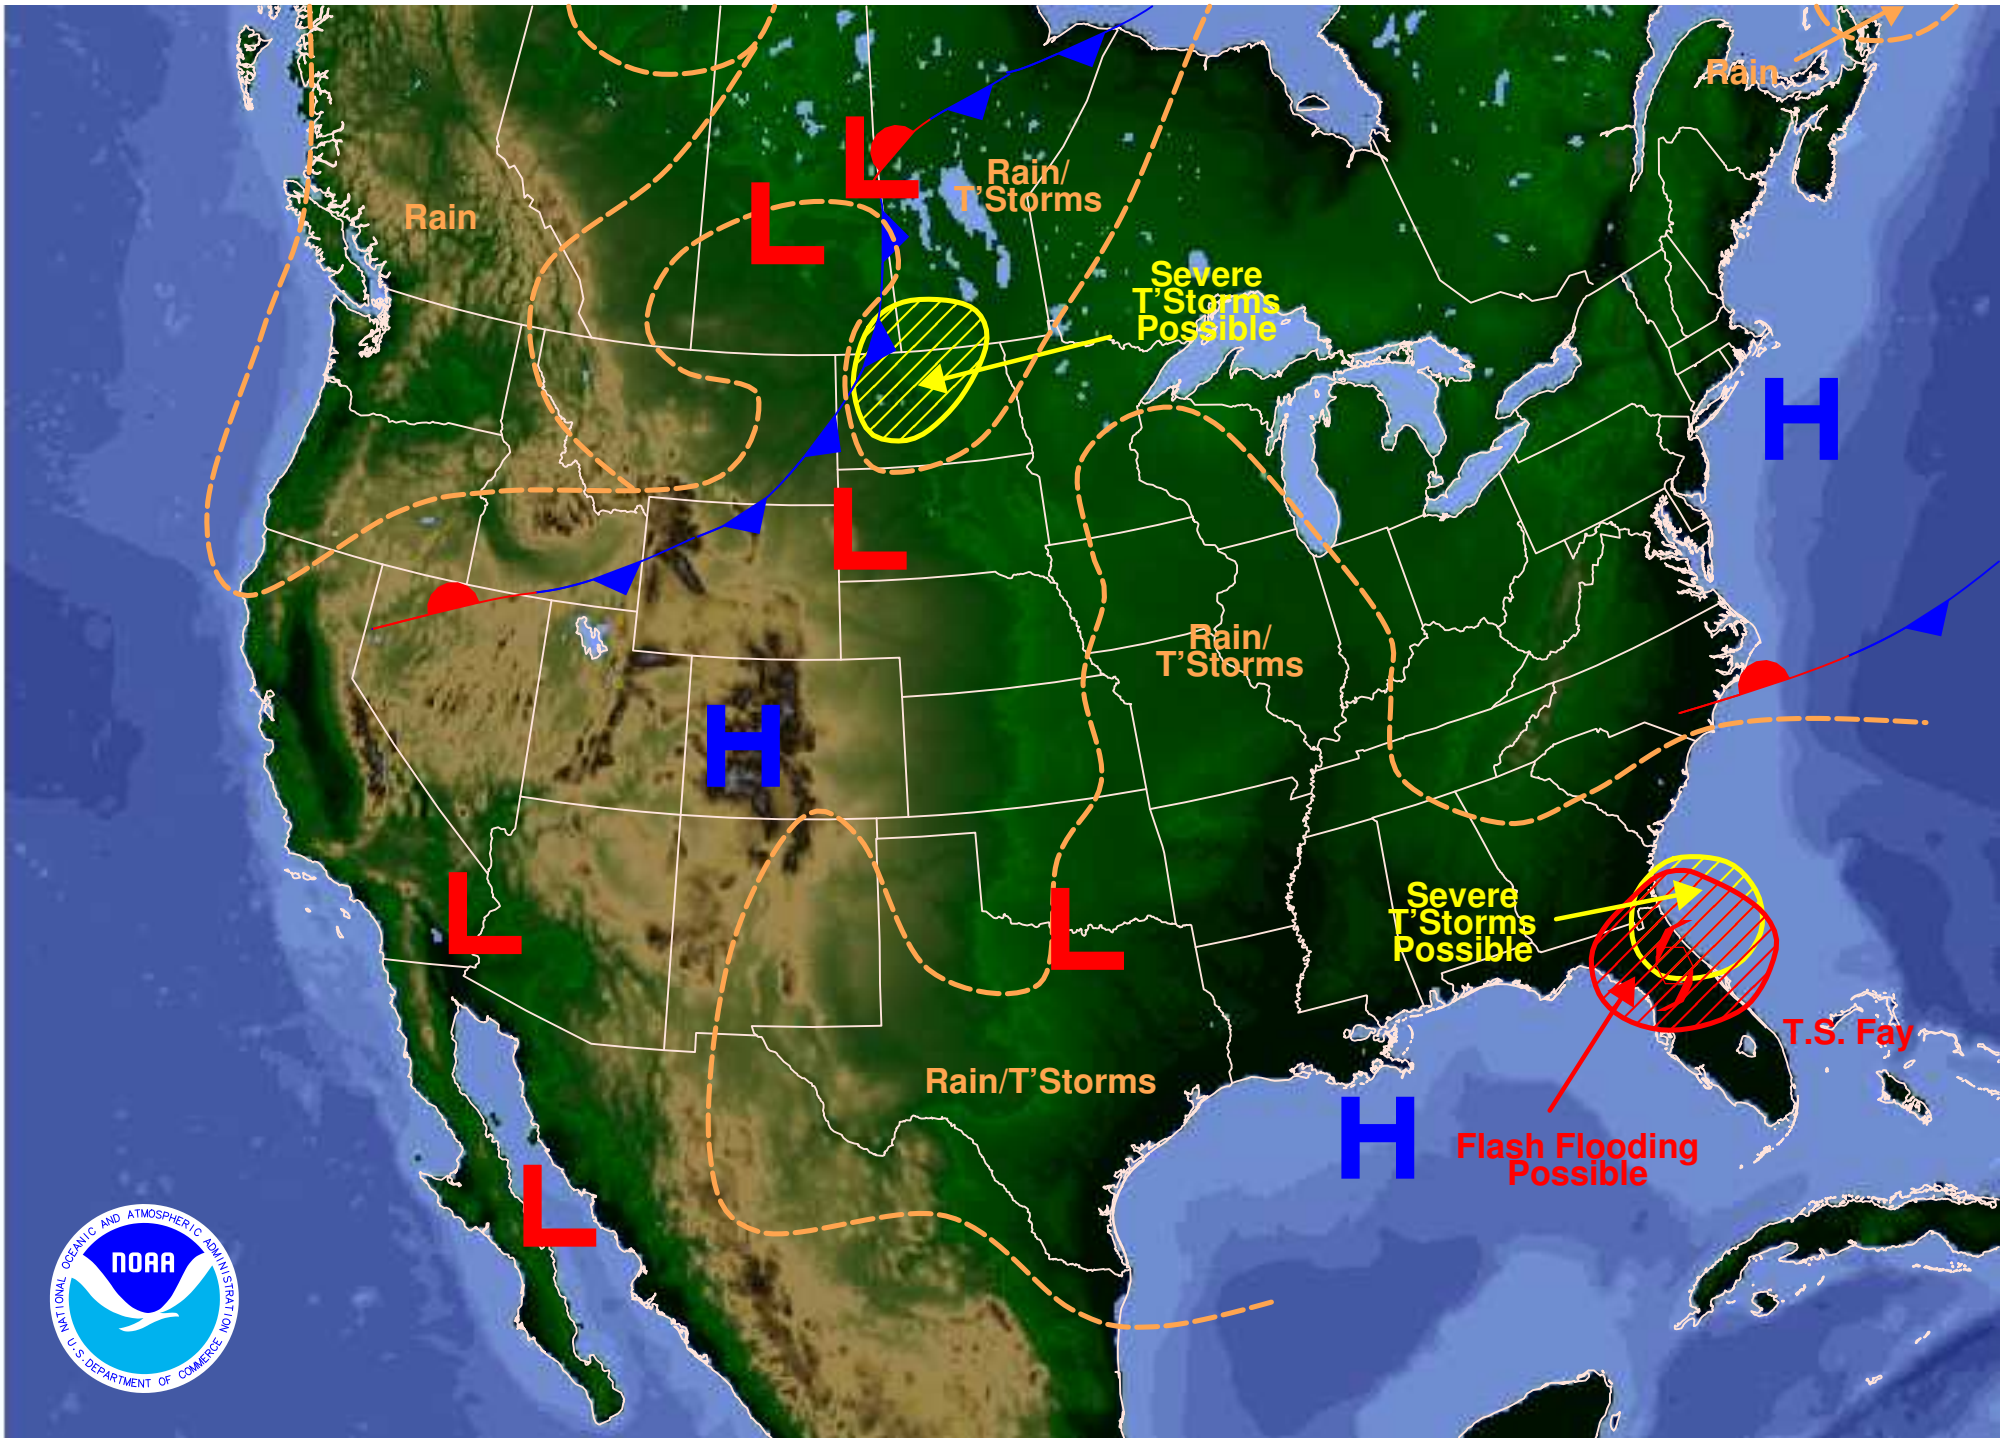 Rain
Rain
Rain/
T'Storms
Severe
T'Storms
Possible
H
L
L
L
Rain/
T'Storms
H
L
L
Severe
T'Storms
Possible
T.S. Fay
Rain/T'Storms
H
Flash Flooding
Possible
L
NOAA
NATIONAL OCEANIC AND ATMOSPHERIC ADMINISTRATION
U.S. DEPARTMENT OF COMMERCE